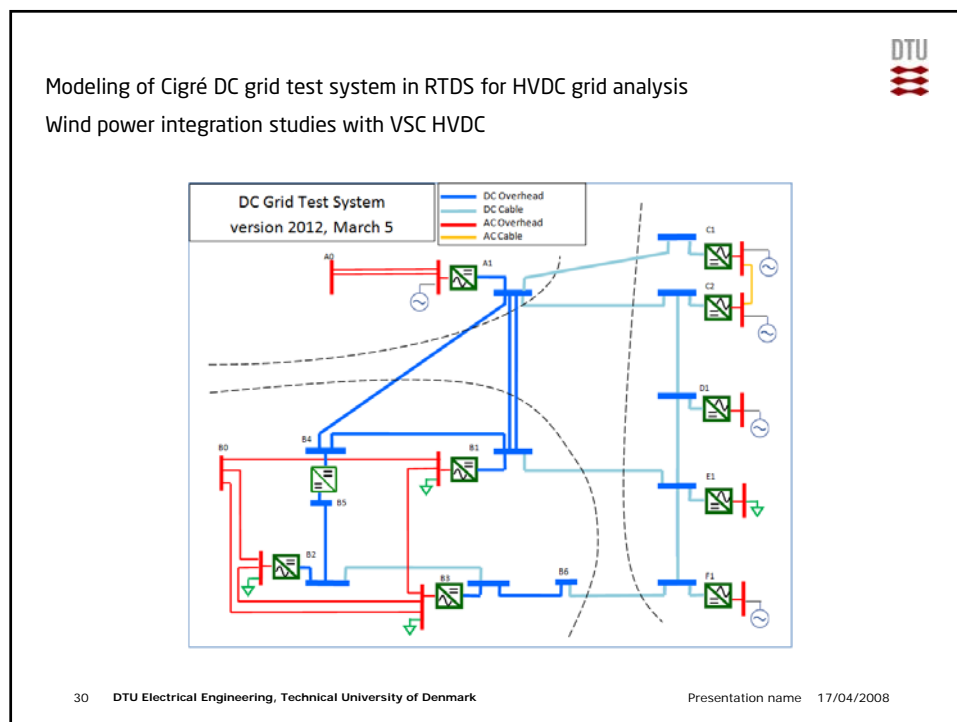 DTU
Modeling of Cigré DC grid test system in RTDS for HVDC grid analysis
Wind power integration studies with VSC HVDC
DC Grid Test System
version 2012, March 5
DC Overhead
DC Cable
AC Overhead
AC Cable
A0
A1
C1
C2
D1
B4
B0
B1
B5
E1
B2
B3
B6
F1
30 DTU Electrical Engineering, Technical University of Denmark
Presentation name 17/04/2008